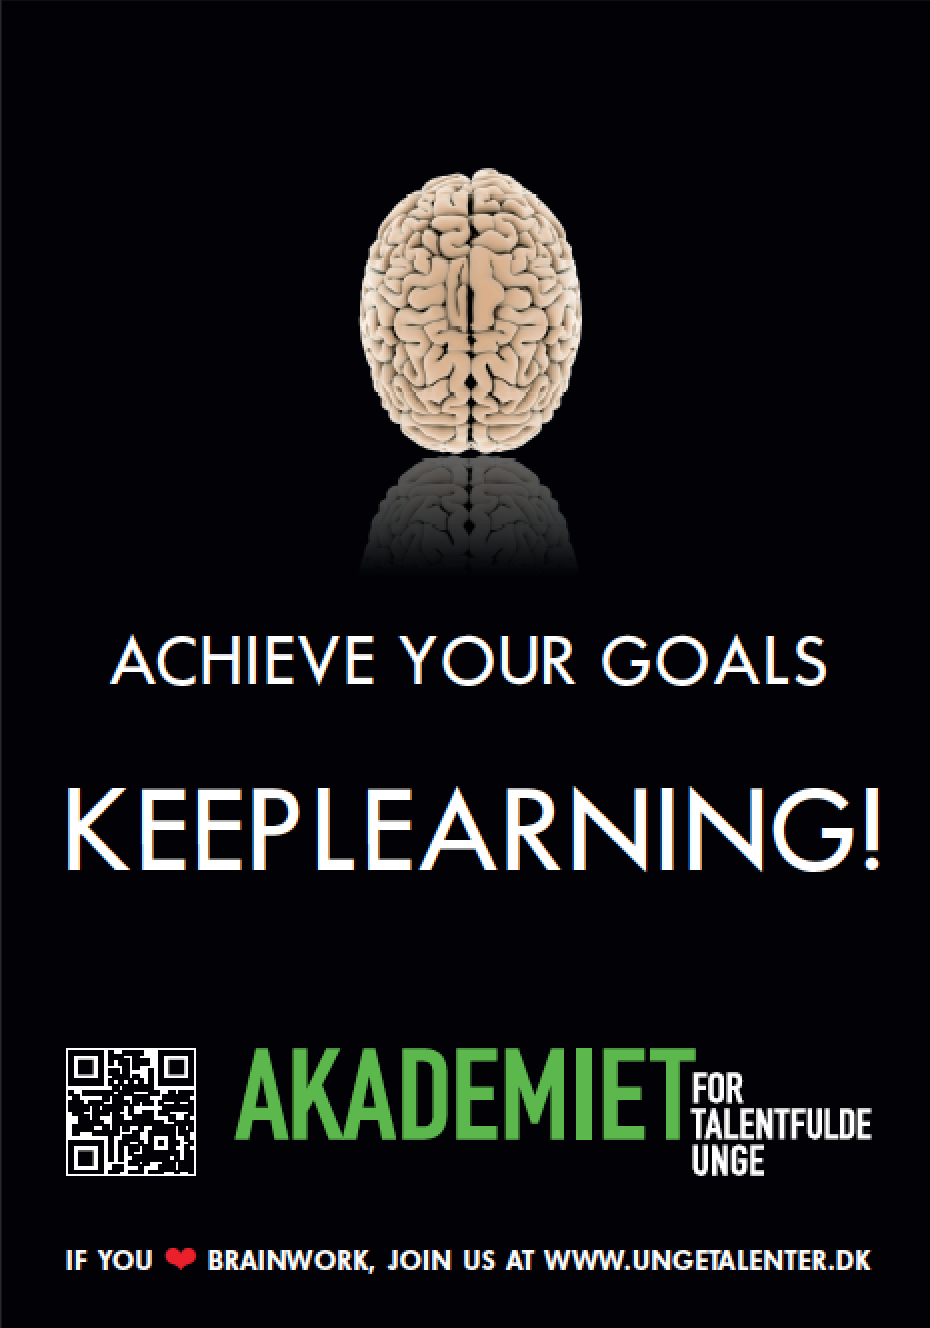 ACHIEVE YOUR GOALS
KEEPLEARNING!
AKADEMIET FOR
TALENTFULDE
UNGE
IF YOU ❤ BRAINWORK, JOIN US AT WWW.UNGETALENTER.DK